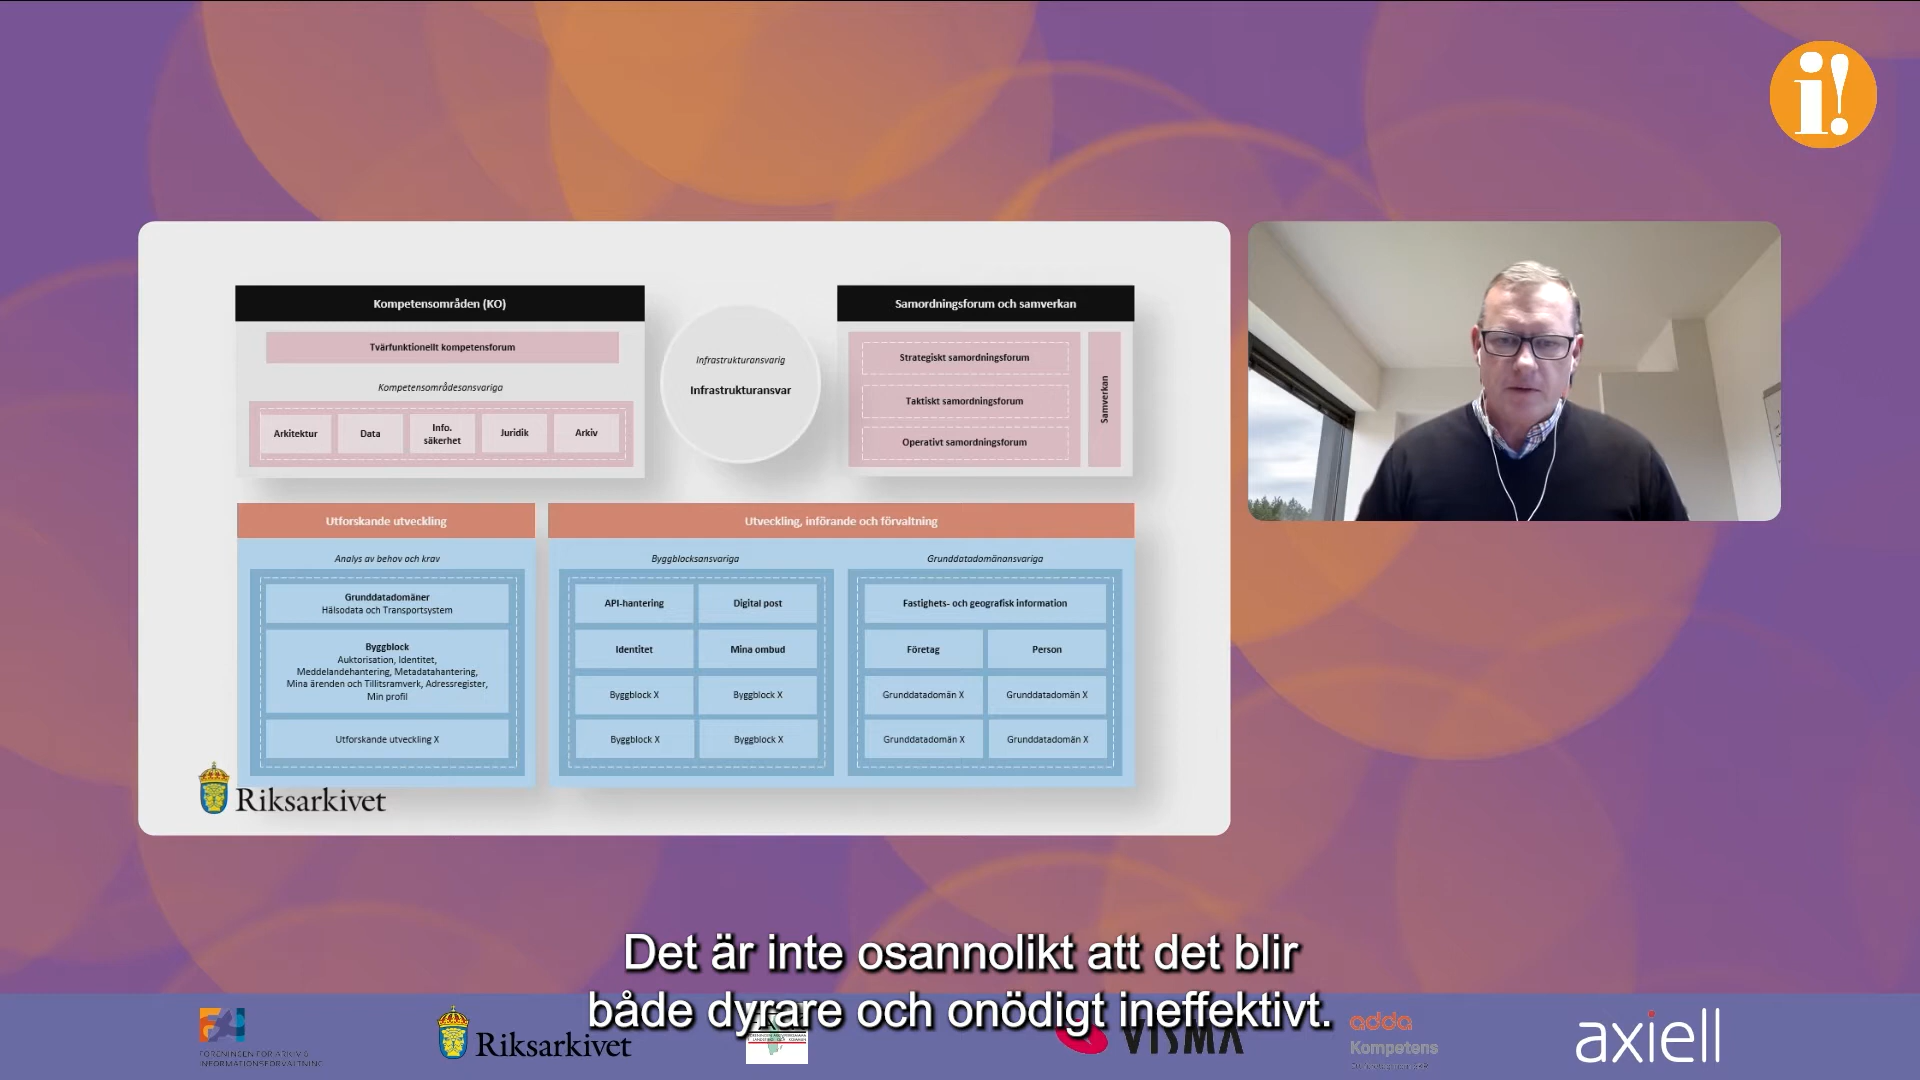 i!
Kompetensområden (KO)
Tvärfunktionellt kompetensforum
Kompetensområdesansvariga
Arkitektur
Data
Info.
säkerhet
Juridik
Arkiv
Infrastrukturansvarig
Infrastrukturansvar
Samordningsforum och samverkan
Strategiskt samordningsforum
Taktiskt samordningsforum
Operativt samordningsforum
Samverkan
Utforskande utveckling
Analys av behov och krav
Grunddatadomäner
Hälsodata och Transportsystem
Byggblock
Auktorisation, Identitet,
Meddelandehantering, Metadatahantering,
Mina ärenden och Tillitsramverk, Adressregister,
Min profil
Utforskande utveckling X
Utveckling, införande och förvaltning
Byggblocksansvariga
API-hantering
Digital post
Identitet
Mina ombud
Byggblock X
Byggblock X
Byggblock X
Byggblock X
Grunddatadomänansvariga
Fastighets- och geografisk information
Företag
Person
Grunddatadomän X
Grunddatadomän X
Grunddatadomän X
Grunddatadomän X
Riksarkivet
Det är inte osannolikt att det blir
både dyrare och onödigt ineffektivt.
FÖRENINGEN FÖR ARKIV &
INFORMATIONSFÖRVALTNING
Riksarkivet
VISMA
adda
Kompetens
axiell